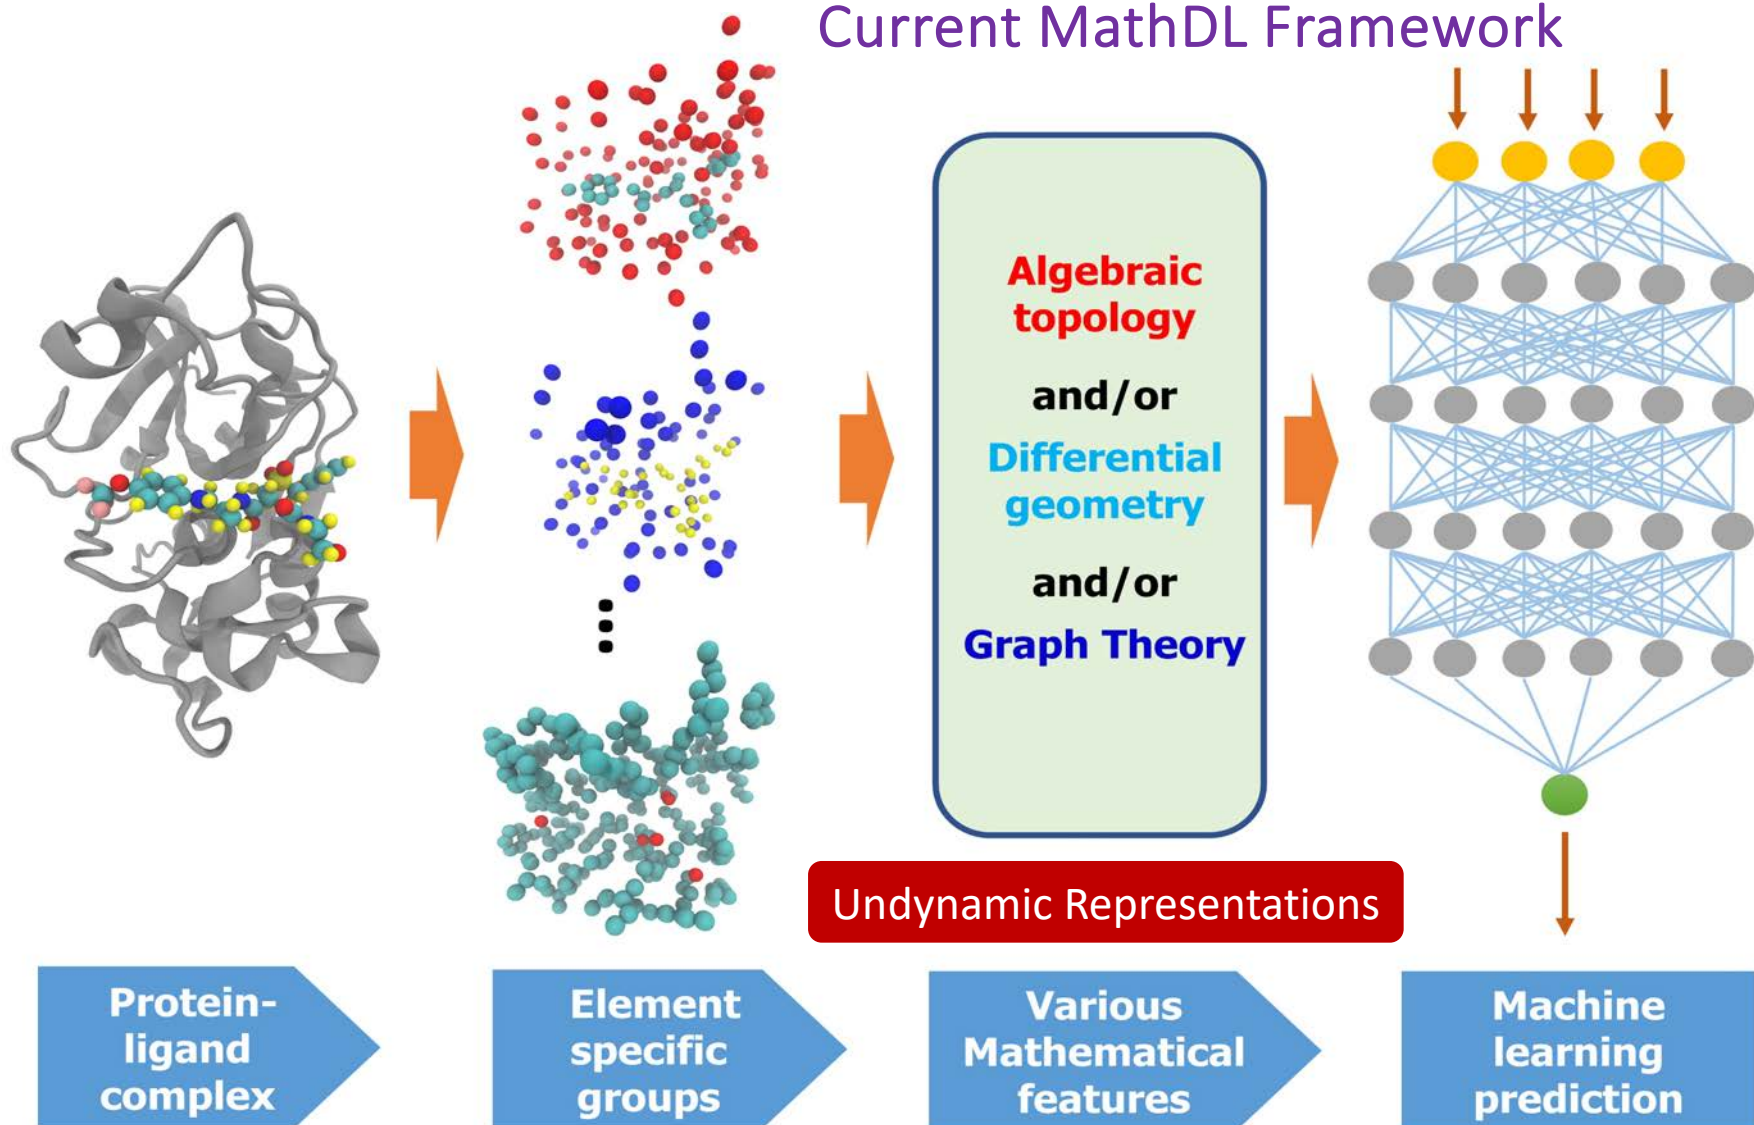 Current MathDL Framework
Algebraic
topology
and/or
Differential
geometry
and/or
Graph Theory
Undynamic Representations
Protein-
ligand
complex
Element
specific
groups
Various
Mathematical
features
Machine
learning
prediction